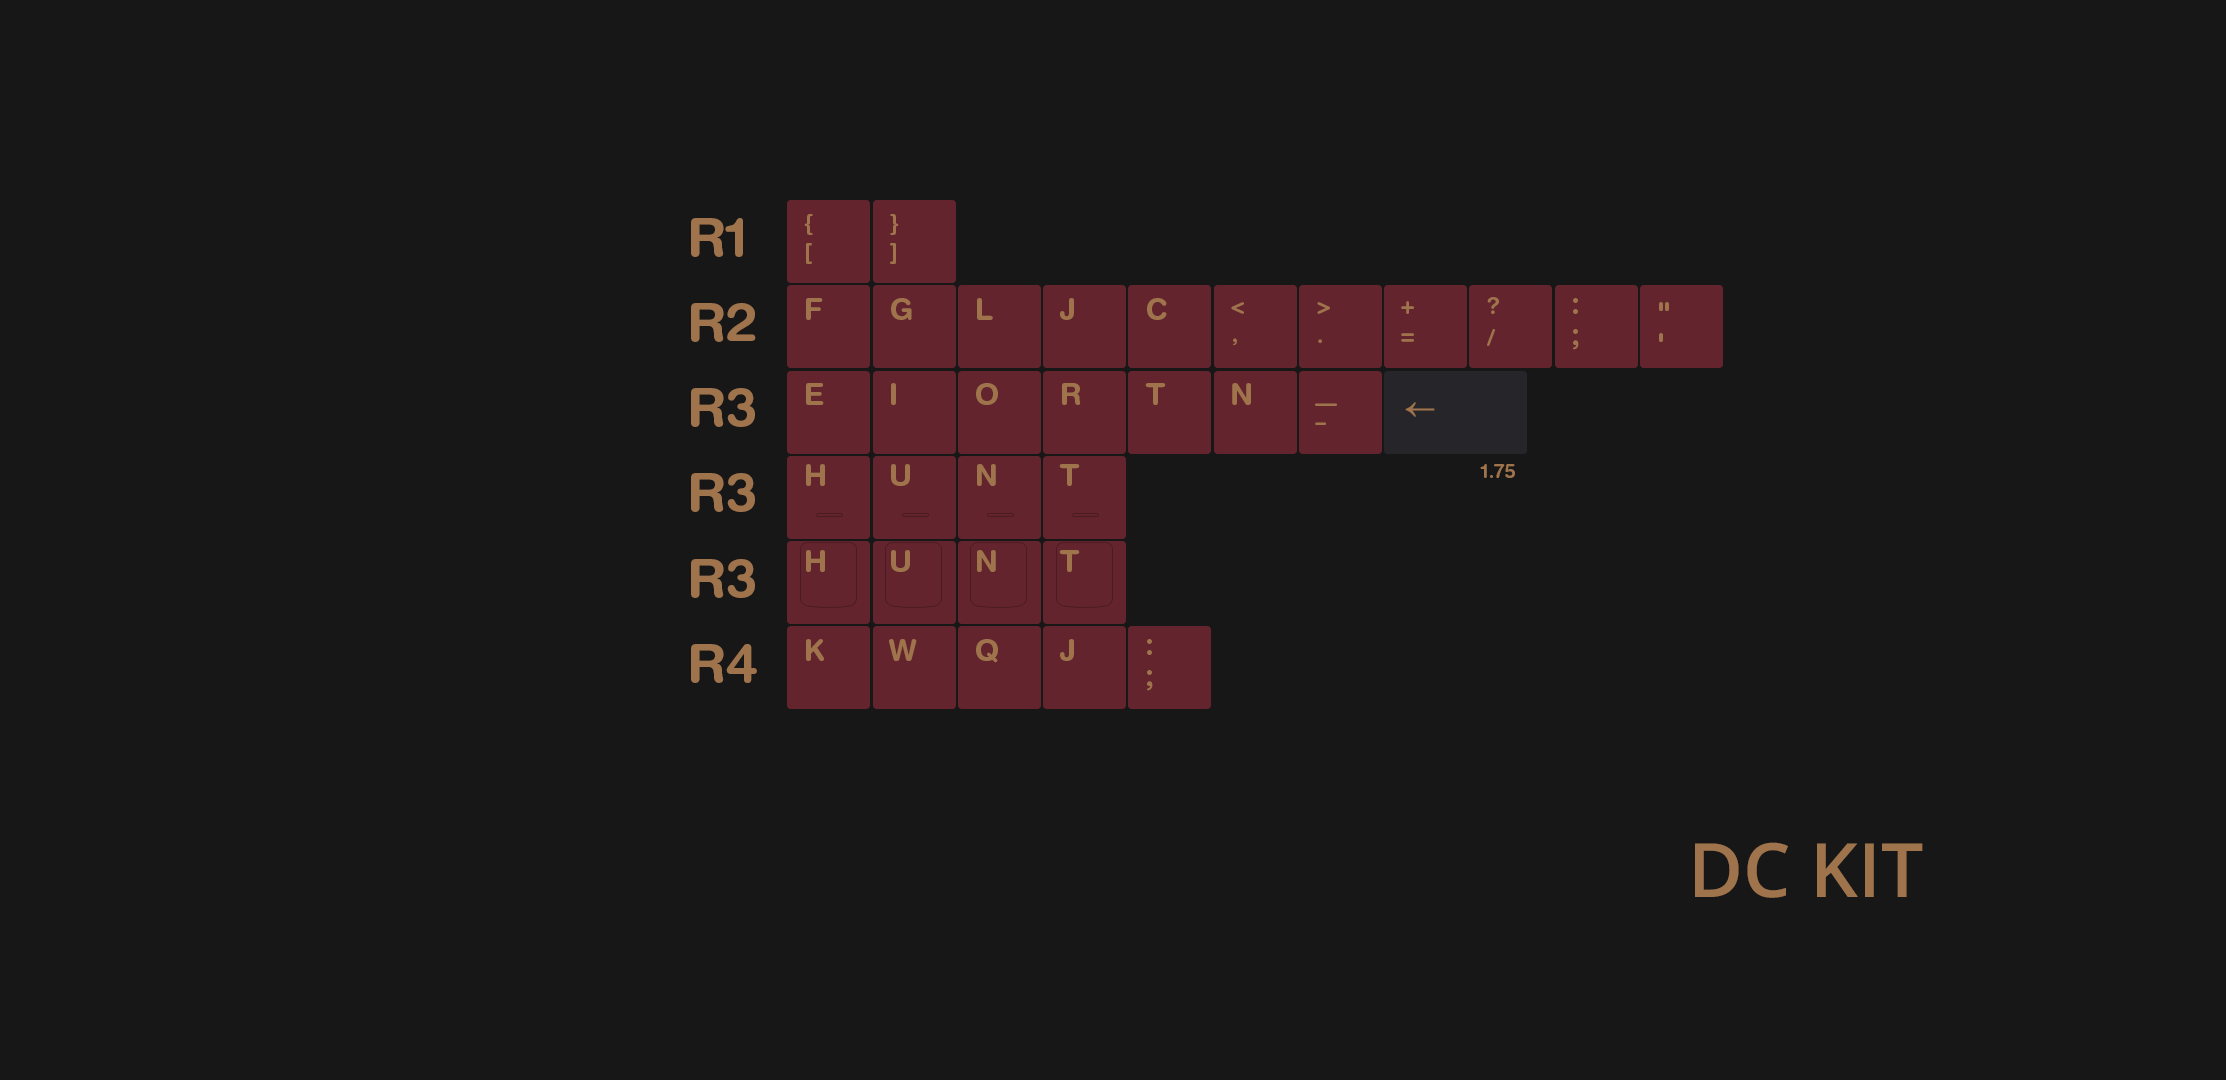 R1 { } 
[ ]
R2 F G L J C < > + ? : "
, . = / ; '
R3 E I O R T N _ ←
-
1.75
R3 H U N T
R3 H U N T
R4 K W Q J :
;
DC KIT